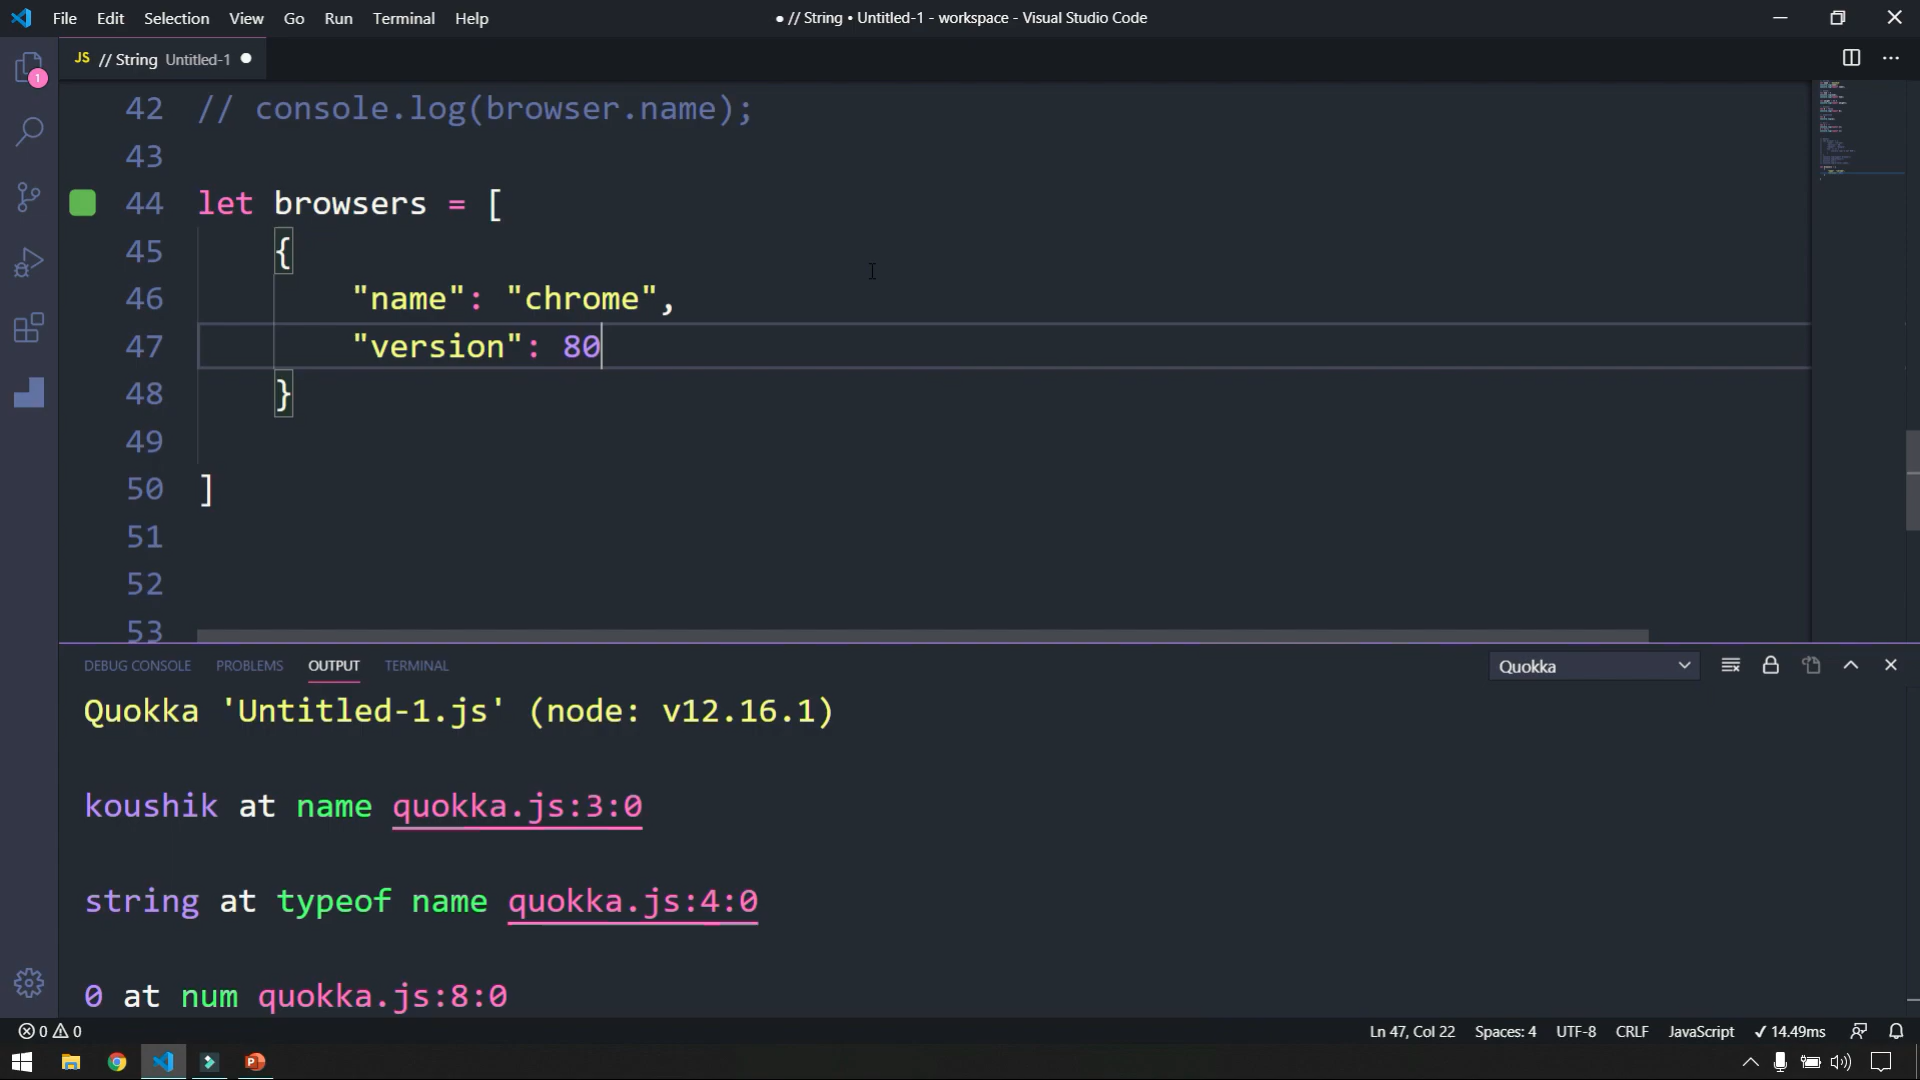 File Edit Selection View Go Run Terminal Help
● // String • Untitled-1 - workspace - Visual Studio Code
JS // String Untitled-1 ●
1
42 // console.log(browser.name);
43
44 let browsers = [
45 {
46 "name": "chrome",
47 "version": 80
48 }
49
50 ]
51
52
53
DEBUG CONSOLE PROBLEMS OUTPUT TERMINAL
Quokka
Quokka 'Untitled-1.js' (node: v12.16.1)
koushik at name quokka.js:3:0
string at typeof name quokka.js:4:0
0 at num quokka.js:8:0
0 0
Ln 47, Col 22 Spaces: 4 UTF-8 CRLF JavaScript ✓ 14.49ms